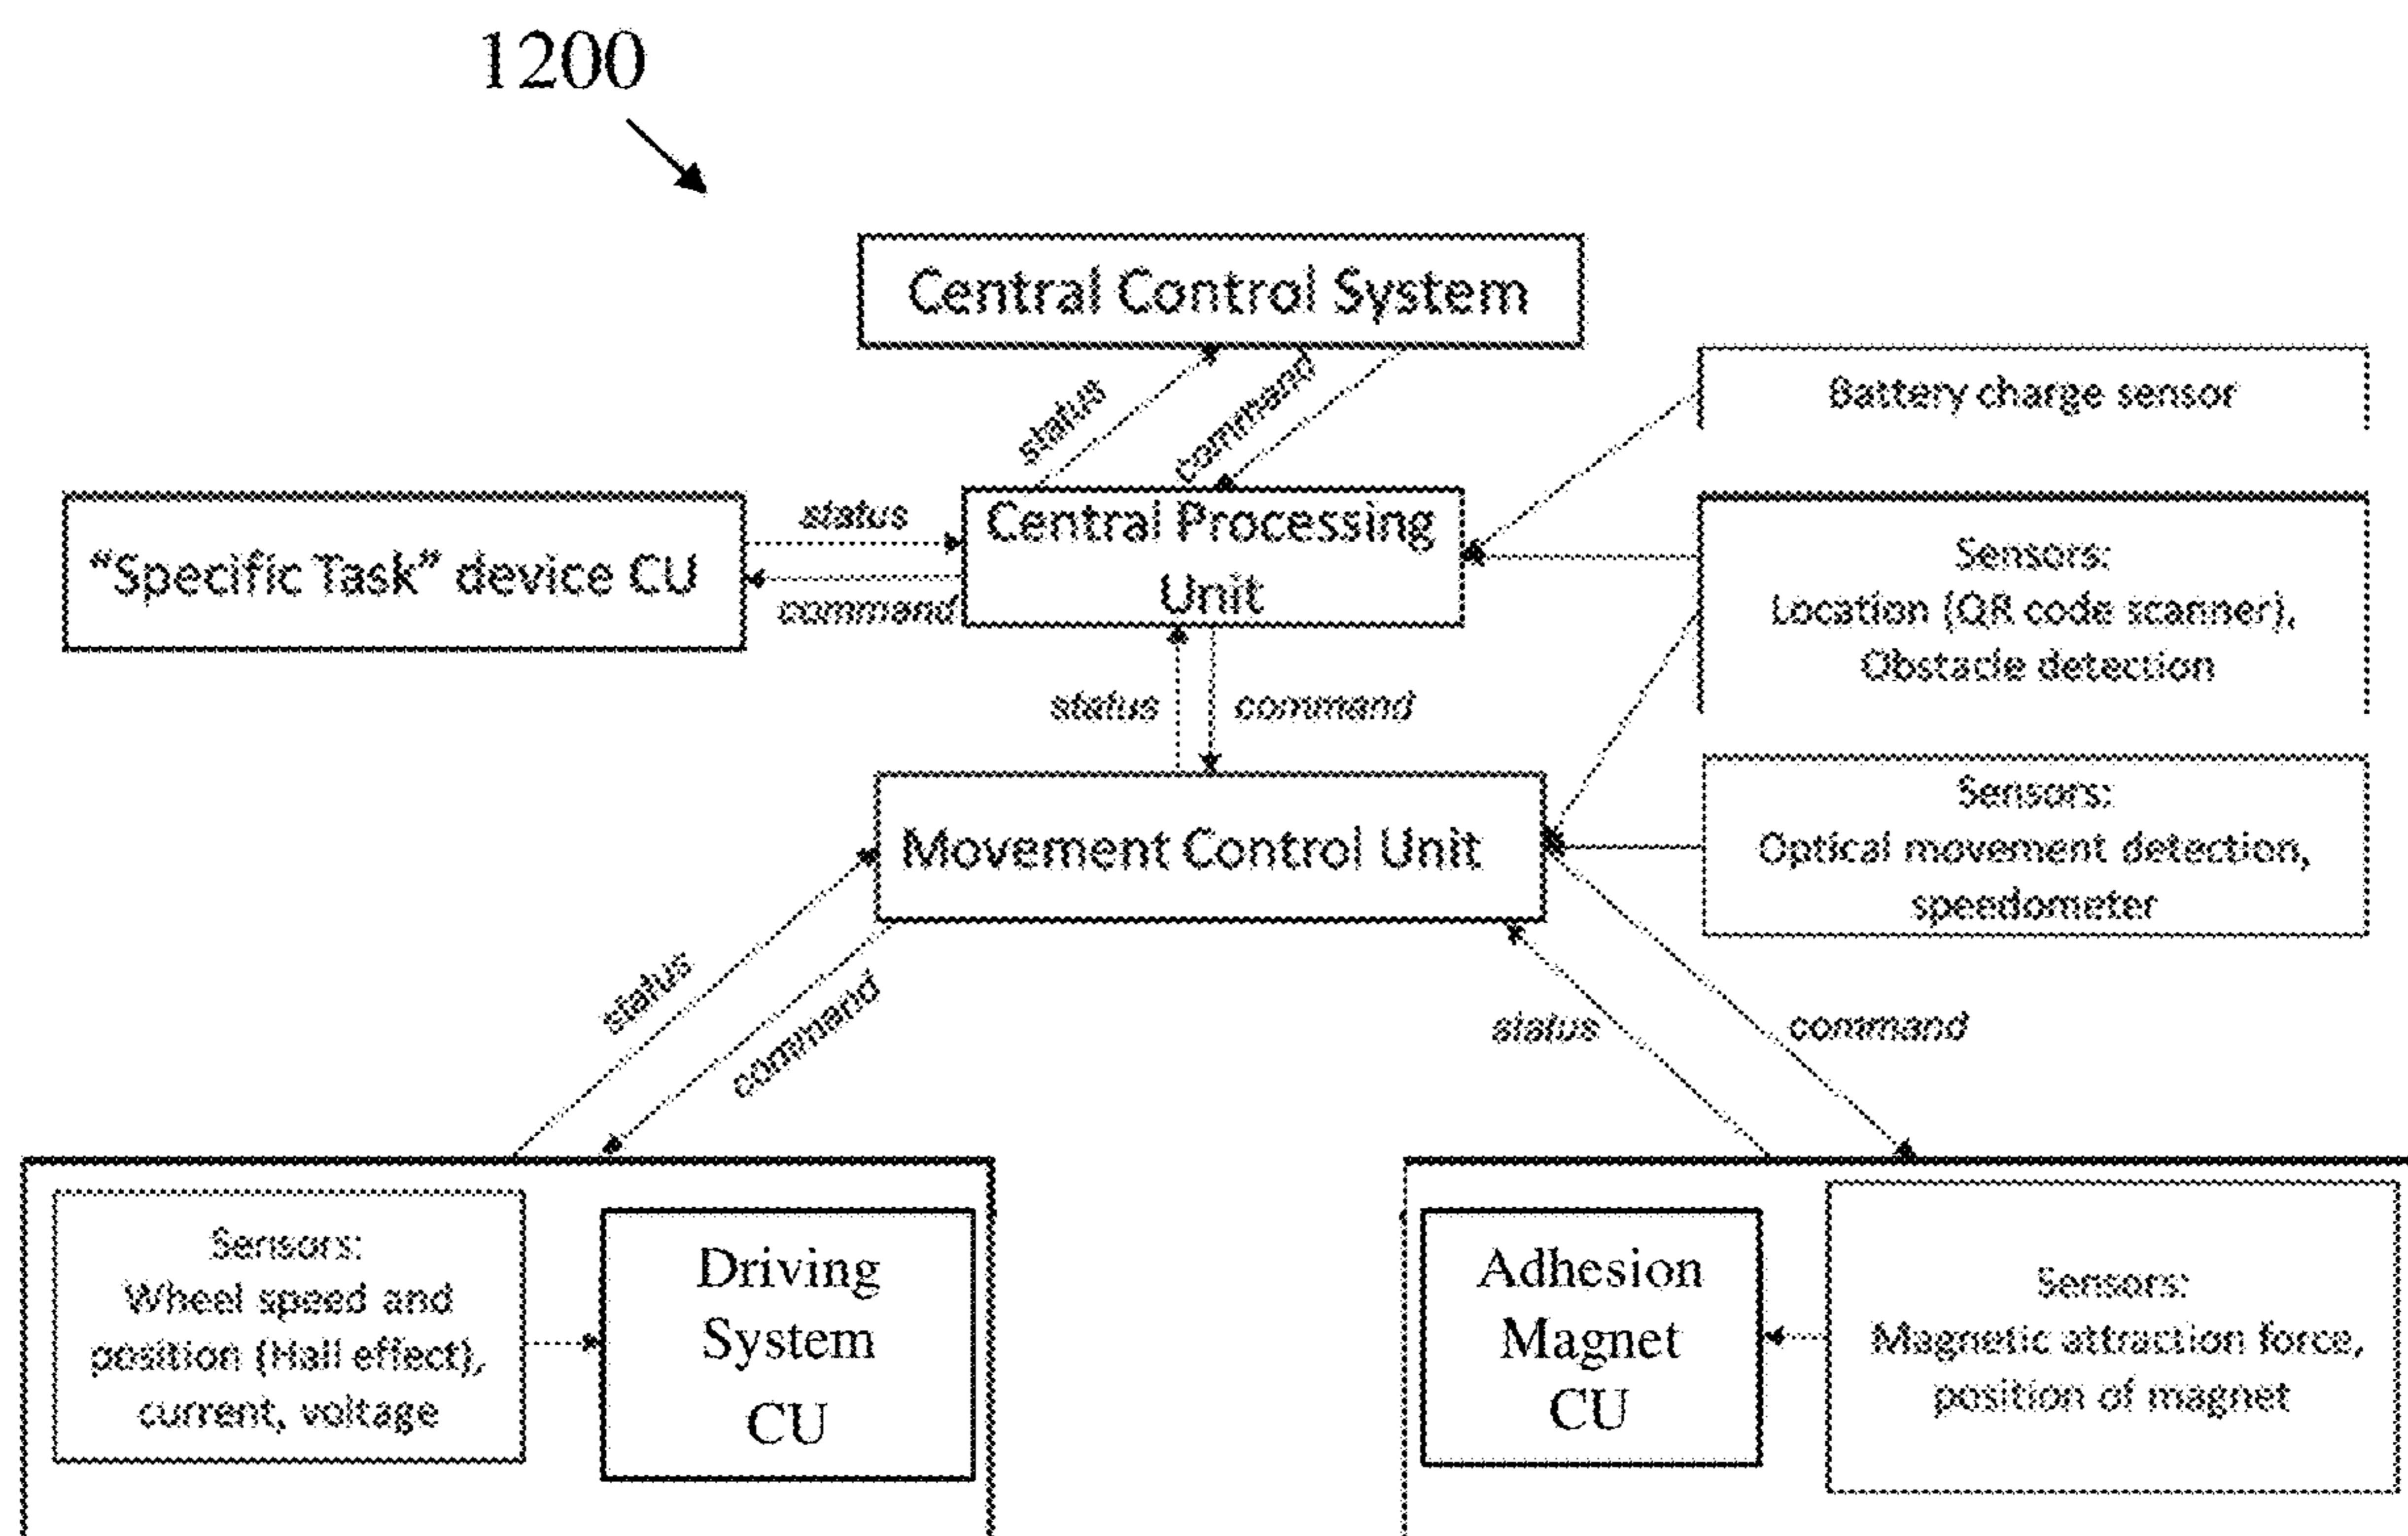 1200
Central Control System
status
command
Battery charge sensor
"Specific Task" device CU
status
command
Central Processing
Unit
Sensors:
Location (QR code scanner),
Obstacle detection
status
command
Movement Control Unit
Sensors:
Optical movement detection,
speedometer
status
command
status
command
Sensors:
Wheel speed and
position (Hall effect),
current, voltage
Driving
System
CU
Adhesion
Magnet
CU
Sensors:
Magnetic attraction force,
position of magnet